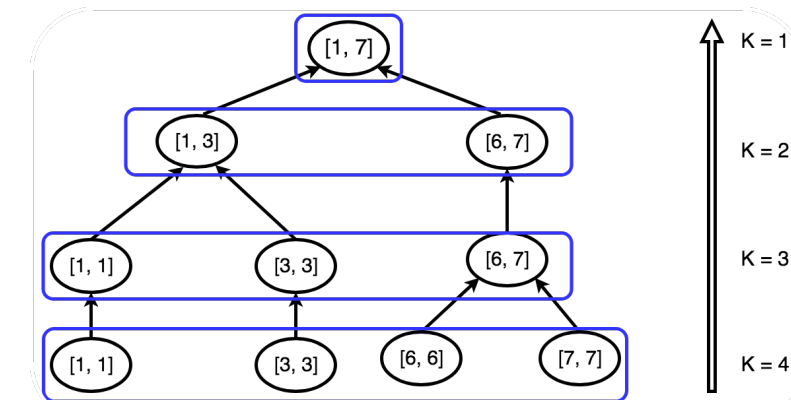 [1, 7] K = 1
[1, 3] [6, 7] K = 2
[1, 1] [3, 3] [6, 7] K = 3
[1, 1] [3, 3] [6, 6] [7, 7] K = 4